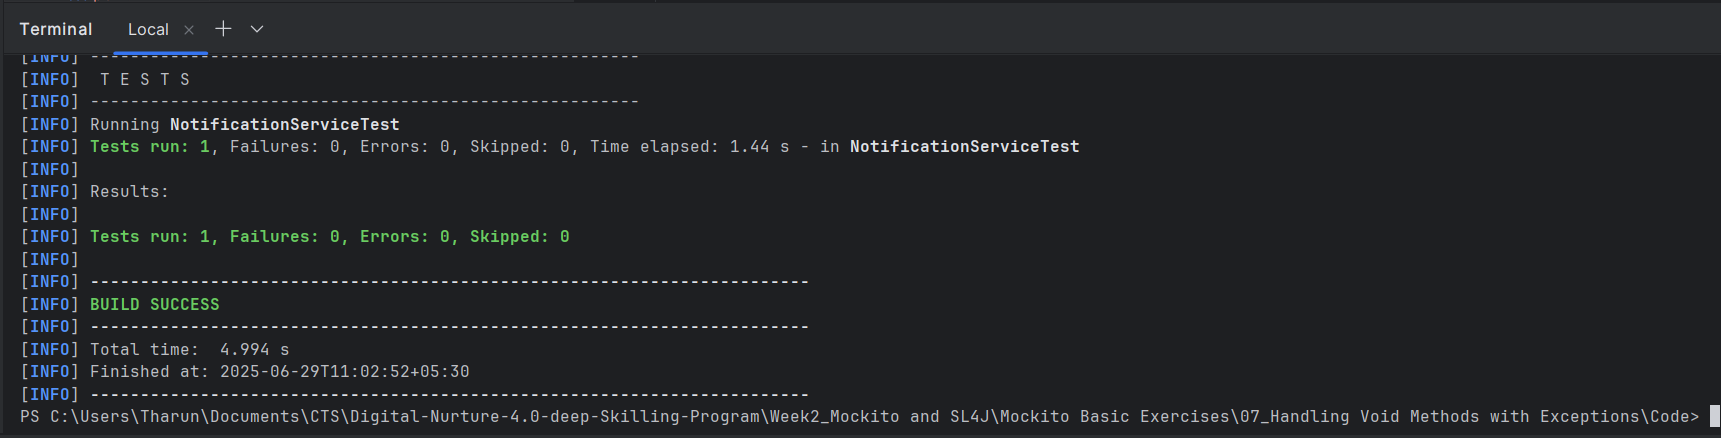 Terminal Local
[INFO] -------------------------------------------------------
[INFO]  T E S T S
[INFO] -------------------------------------------------------
[INFO] Running NotificationServiceTest
[INFO] Tests run: 1, Failures: 0, Errors: 0, Skipped: 0, Time elapsed: 1.44 s - in NotificationServiceTest
[INFO]
[INFO] Results:
[INFO]
[INFO] Tests run: 1, Failures: 0, Errors: 0, Skipped: 0
[INFO]
[INFO] ------------------------------------------------------------------------
[INFO] BUILD SUCCESS
[INFO] ------------------------------------------------------------------------
[INFO] Total time:  4.994 s
[INFO] Finished at: 2025-06-29T11:02:52+05:30
[INFO] ------------------------------------------------------------------------
PS C:\Users\Tharun\Documents\CTS\Digital-Nurture-4.0-deep-Skilling-Program\Week2_Mockito and SL4J\Mockito Basic Exercises\07_Handling Void Methods with Exceptions\Code>